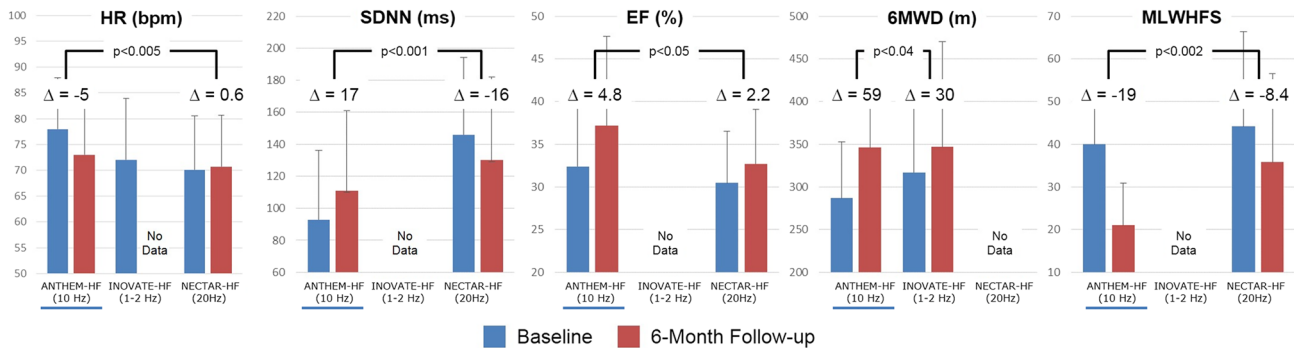 HR (bpm)
100
95
90
85
80
75
70
65
60
55
50
p<0.005
Δ = -5
Δ = 0.6
No
Data
ANTHEM-HF
(10 Hz)
INOVATE-HF
(1-2 Hz)
NECTAR-HF
(20Hz)
SDNN (ms)
220
200
180
160
140
120
100
80
60
p<0.001
Δ = 17
Δ = -16
No
Data
ANTHEM-HF
(10 Hz)
INOVATE-HF
(1-2 Hz)
NECTAR-HF
(20Hz)
EF (%)
50
45
40
35
30
25
20
p<0.05
Δ = 4.8
Δ = 2.2
No
Data
ANTHEM-HF
(10 Hz)
INOVATE-HF
(1-2 Hz)
NECTAR-HF
(20Hz)
6MWD (m)
500
450
400
350
300
250
200
p<0.04
Δ = 59
Δ = 30
No
Data
ANTHEM-HF
(10 Hz)
INOVATE-HF
(1-2 Hz)
NECTAR-HF
(20Hz)
MLWHFS
70
60
50
40
30
20
10
p<0.002
Δ = -19
Δ = -8.4
No
Data
ANTHEM-HF
(10 Hz)
INOVATE-HF
(1-2 Hz)
NECTAR-HF
(20Hz)
Baseline
6-Month Follow-up